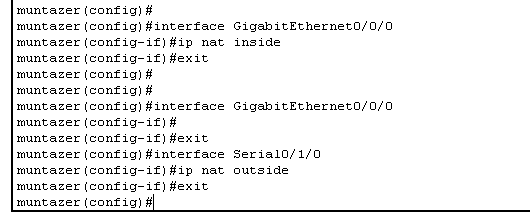 muntazer(config)#
muntazer(config)#interface GigabitEthernet0/0/0
muntazer(config-if)#ip nat inside
muntazer(config-if)#exit
muntazer(config)#
muntazer(config)#
muntazer(config)#interface GigabitEthernet0/0/0
muntazer(config-if)#
muntazer(config-if)#exit
muntazer(config)#interface Serial0/1/0
muntazer(config-if)#ip nat outside
muntazer(config-if)#exit
muntazer(config)#